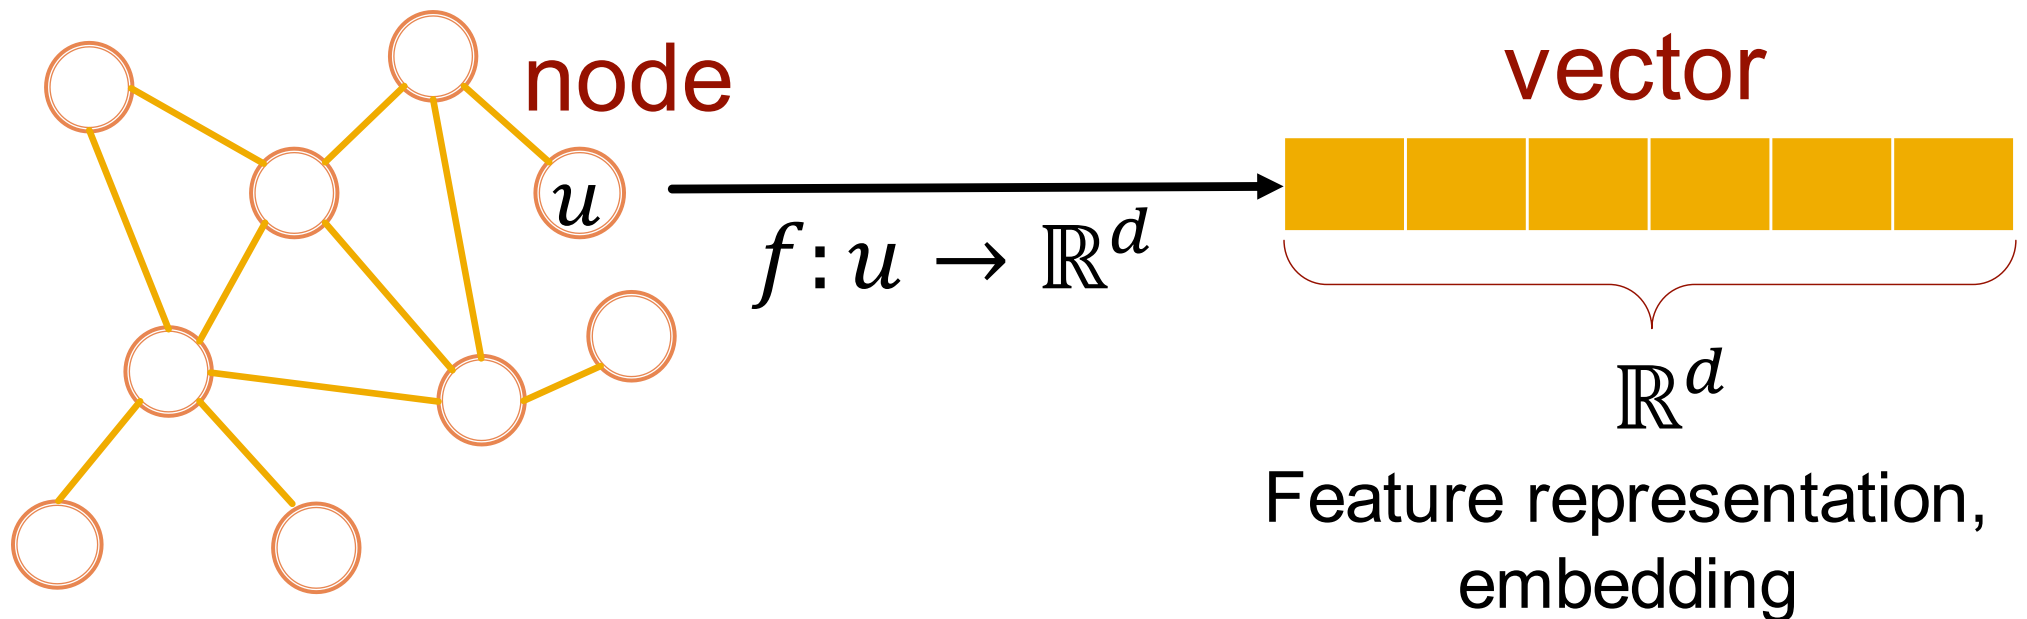 node
u
f: u → ℝ^d
vector
ℝ^d
Feature representation,
embedding